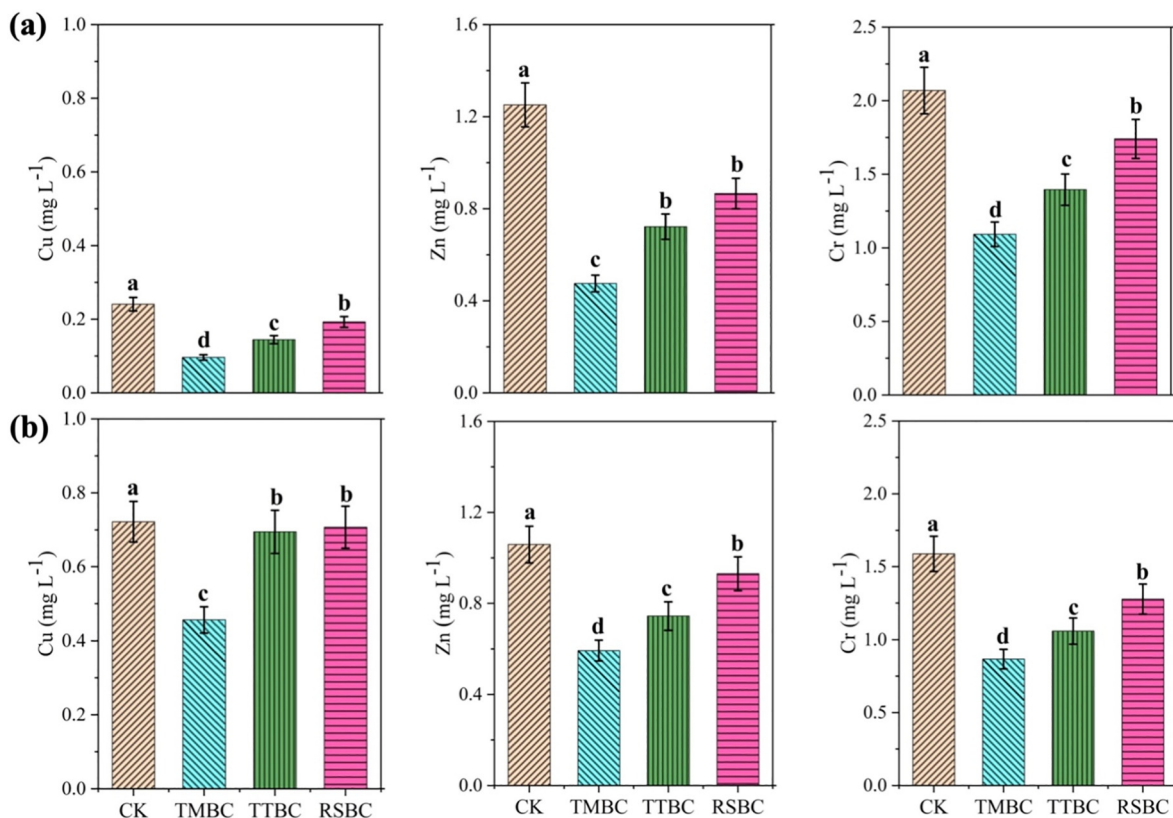 (a)
Cu (mg L⁻¹)
1.0
0.8
0.6
0.4
0.2
0.0
a
d
c
b
Zn (mg L⁻¹)
1.6
1.2
0.8
0.4
0.0
a
c
b
b
Cr (mg L⁻¹)
2.5
2.0
1.5
1.0
0.5
0.0
a
d
c
b
(b)
Cu (mg L⁻¹)
1.0
0.8
0.6
0.4
0.2
0.0
a
c
b
b
CK TMBC TTBC RSBC
Zn (mg L⁻¹)
1.6
1.2
0.8
0.4
0.0
a
d
c
b
CK TMBC TTBC RSBC
Cr (mg L⁻¹)
2.5
2.0
1.5
1.0
0.5
0.0
a
d
c
b
CK TMBC TTBC RSBC